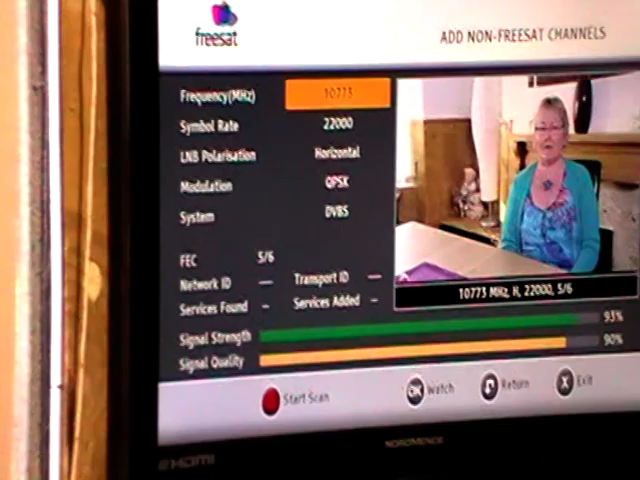 freesat
ADD NON-FREESAT CHANNELS
Frequency(MHz) 10773
Symbol Rate 22000
LNB Polarisation Horizontal
Modulation QPSK
System DVBS
FEC 5/6
Network ID --- Transport ID ---
Services Found - Services Added -
10773 MHz, H, 22000, 5/6
Signal Strength 93%
Signal Quality 90%
Start Scan OK Watch Return X Exit
NORDMENDE
HDMI